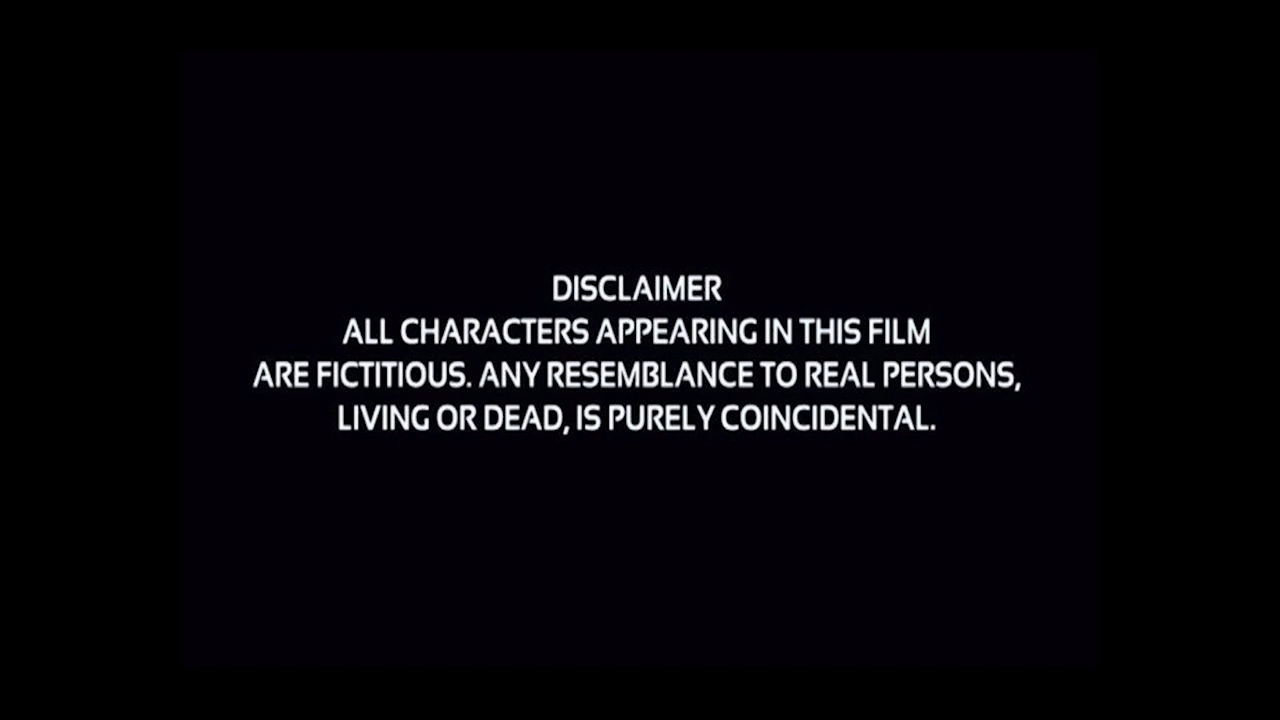 DISCLAIMER
ALL CHARACTERS APPEARING IN THIS FILM
ARE FICTITIOUS. ANY RESEMBLANCE TO REAL PERSONS,
LIVING OR DEAD, IS PURELY COINCIDENTAL.